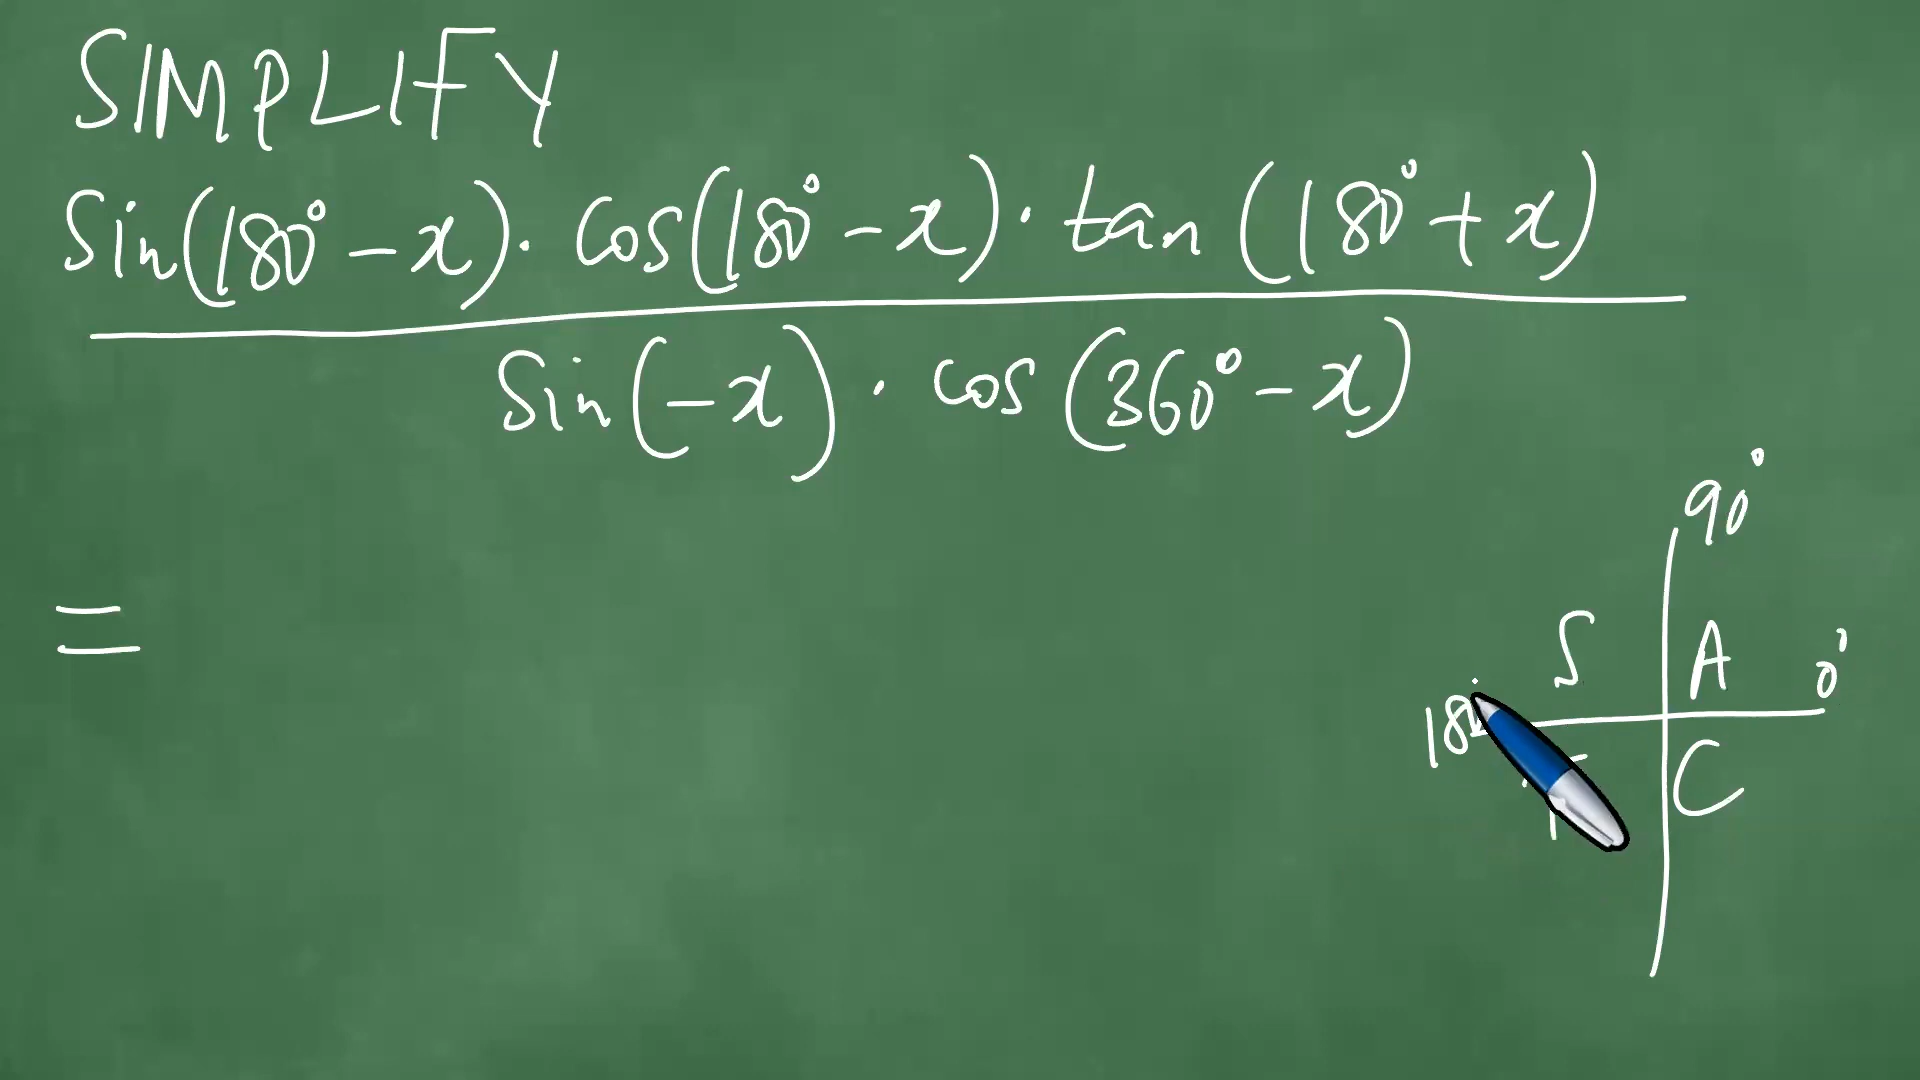 SIMPLIFY
Sin(180° - x) · Cos(180° - x) · tan(180° + x)
Sin(-x) · cos(360° - x)
90°
=
S A 0°
C